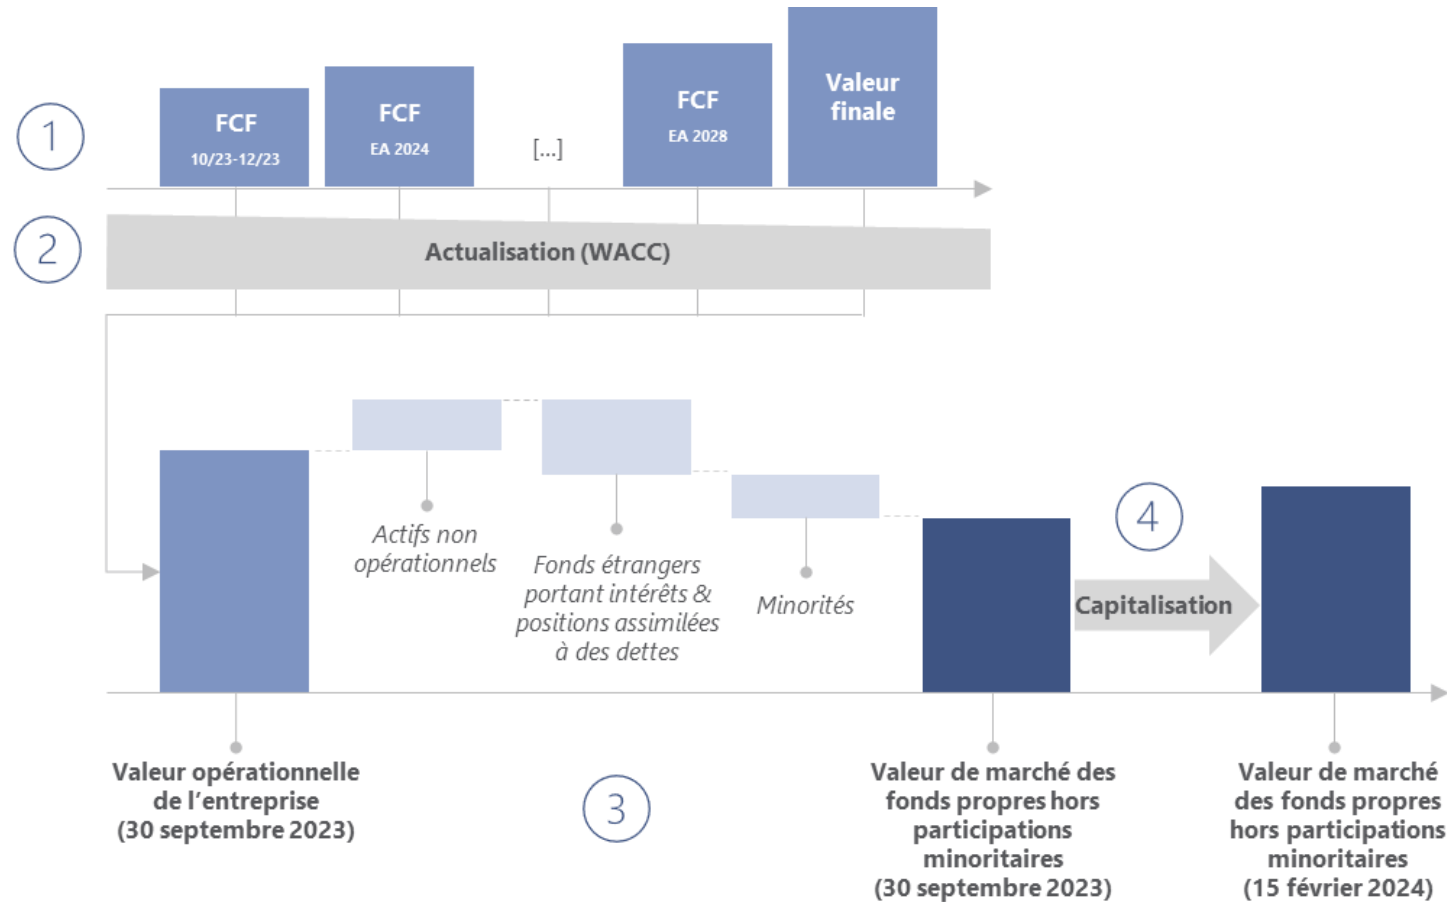 1
FCF
10/23-12/23
FCF
EA 2024
[...]
FCF
EA 2028
Valeur
finale
2
Actualisation (WACC)
Actifs non
opérationnels
Fonds étrangers
portant intérêts &
positions assimilées
à des dettes
Minorités
4
Capitalisation
Valeur opérationnelle
de l’entreprise
(30 septembre 2023)
3
Valeur de marché des
fonds propres hors
participations
minoritaires
(30 septembre 2023)
Valeur de marché
des fonds propres
hors participations
minoritaires
(15 février 2024)